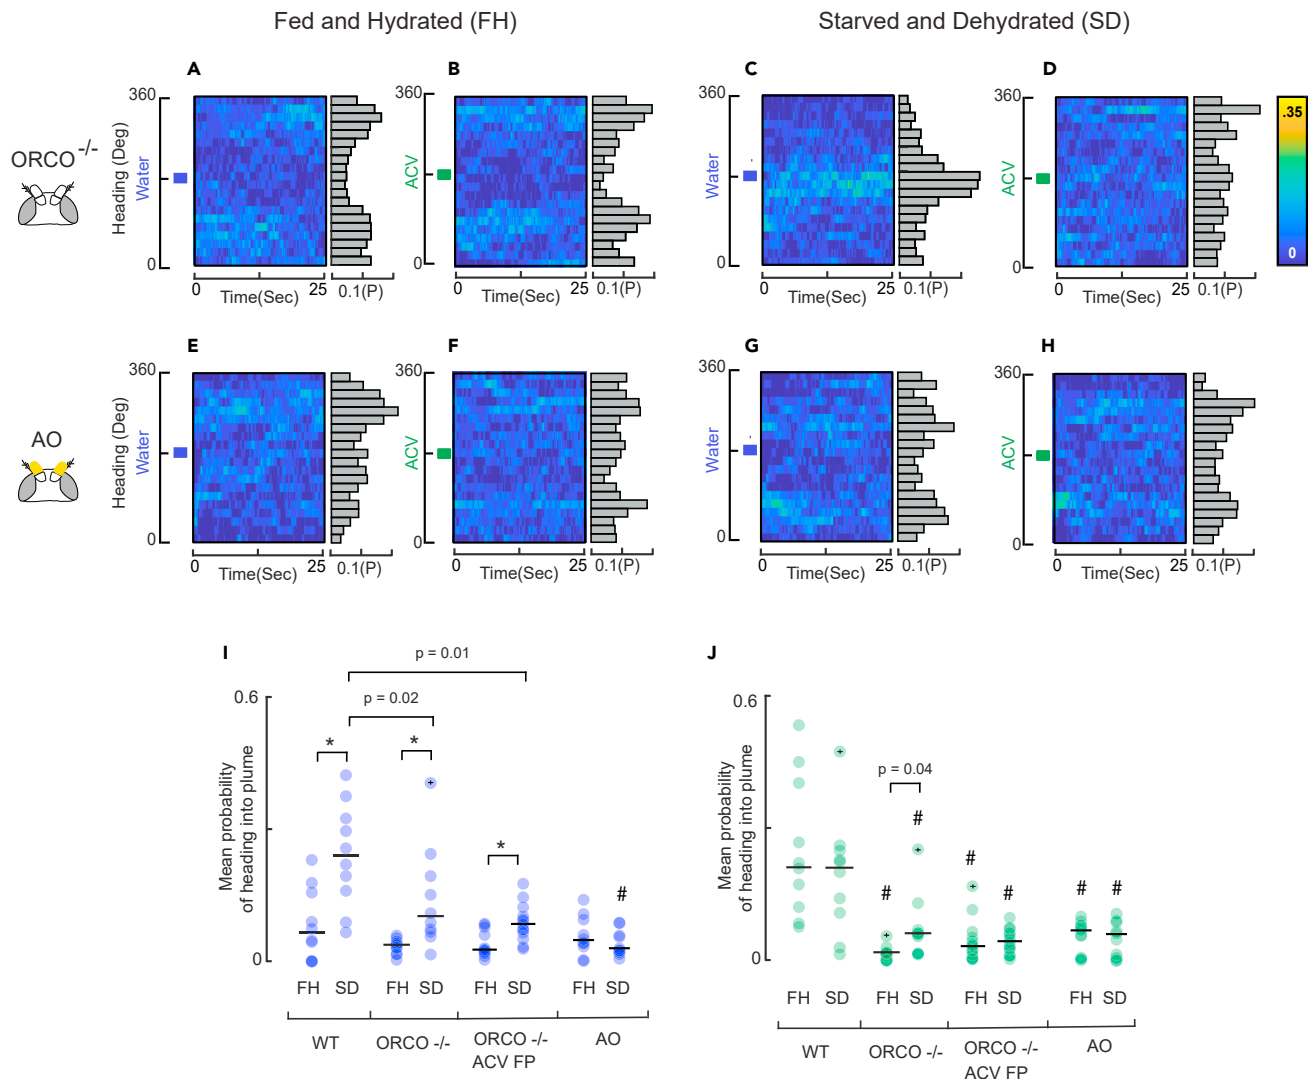 Fed and Hydrated (FH)
Starved and Dehydrated (SD)
A
B
C
D
ORCO -/-
360
Heading (Deg)
Water
0
0
25
Time(Sec)
0.1(P)
360
ACV
0
0
25
Time(Sec)
0.1(P)
360
Water
0
0
25
Time(Sec)
0.1(P)
360
ACV
0
0
25
Time(Sec)
0.1(P)
.35
0
E
F
G
H
AO
360
Heading (Deg)
Water
0
0
25
Time(Sec)
0.1(P)
360
ACV
0
0
25
Time(Sec)
0.1(P)
360
Water
0
0
25
Time(Sec)
0.1(P)
360
ACV
0
0
25
Time(Sec)
0.1(P)
I
p = 0.01
p = 0.02
0.6
Mean probability
of heading into plume
0
* * * #
FH SD FH SD FH SD FH SD
WT ORCO -/- ORCO -/- AO
ACV FP
J
0.6
Mean probability
of heading into plume
0
p = 0.04
# # # # # #
FH SD FH SD FH SD FH SD
WT ORCO -/- ORCO -/- AO
ACV FP